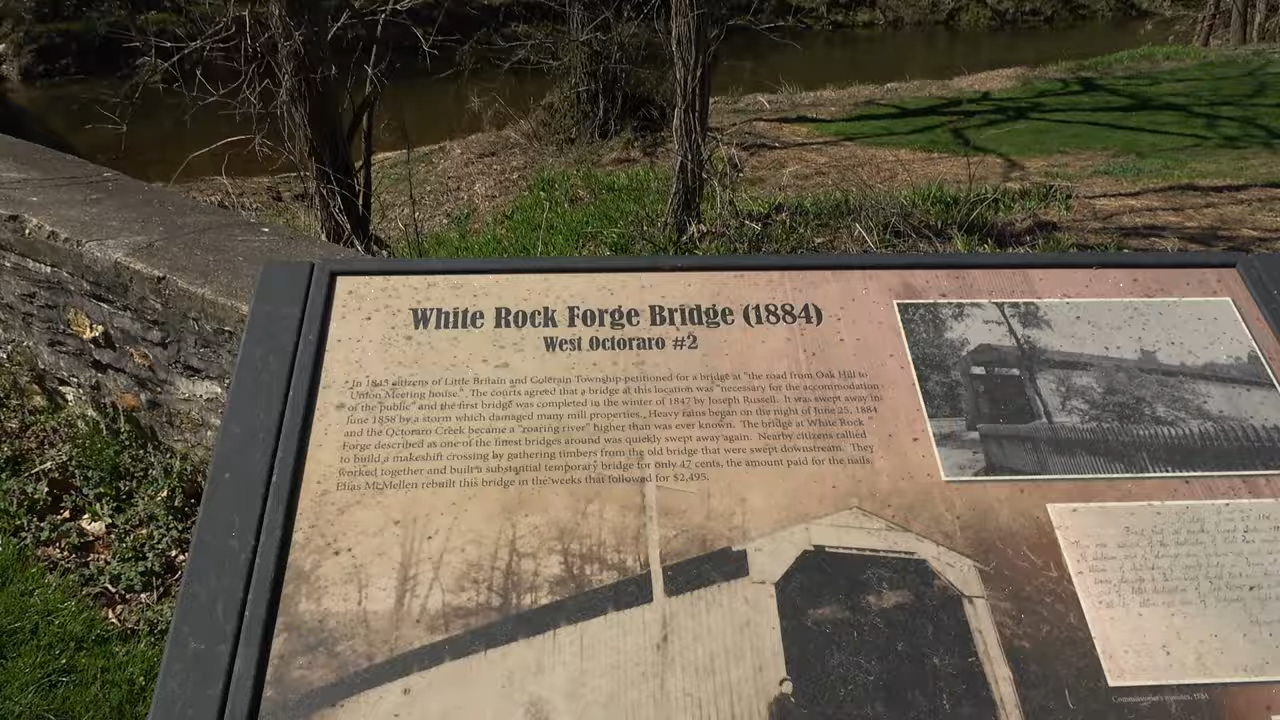 White Rock Forge Bridge (1884)
West Octoraro #2
In 1843 citizens of Little Britain and Colerain Township petitioned for a bridge at "the road from Oak Hill to
Union Meeting house." The courts agreed that a bridge at this location was "necessary for the accommodation
of the public" and the first bridge was completed in the winter of 1847 by Joseph Russell. It was swept away in
June 1858 by a storm which damaged many mill properties. Heavy rains began on the night of June 25, 1884
and the Octoraro Creek became a "roaring river" higher than was ever known. The bridge at White Rock
Forge described as one of the finest bridges around was quickly swept away again. Nearby citizens rallied
to build a makeshift crossing by gathering timbers from the old bridge that were swept downstream. They
worked together and built a substantial temporary bridge for only 47 cents, the amount paid for the nails.
Elias McMellen rebuilt this bridge in the weeks that followed for $2,495.
Commissioner's minutes, 1884